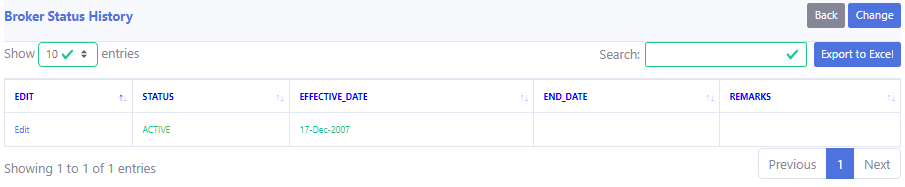 Broker Status History Back Change
Show 10 entries Search: Export to Excel
EDIT STATUS EFFECTIVE_DATE END_DATE REMARKS
Edit ACTIVE 17-Dec-2007
Showing 1 to 1 of 1 entries Previous 1 Next